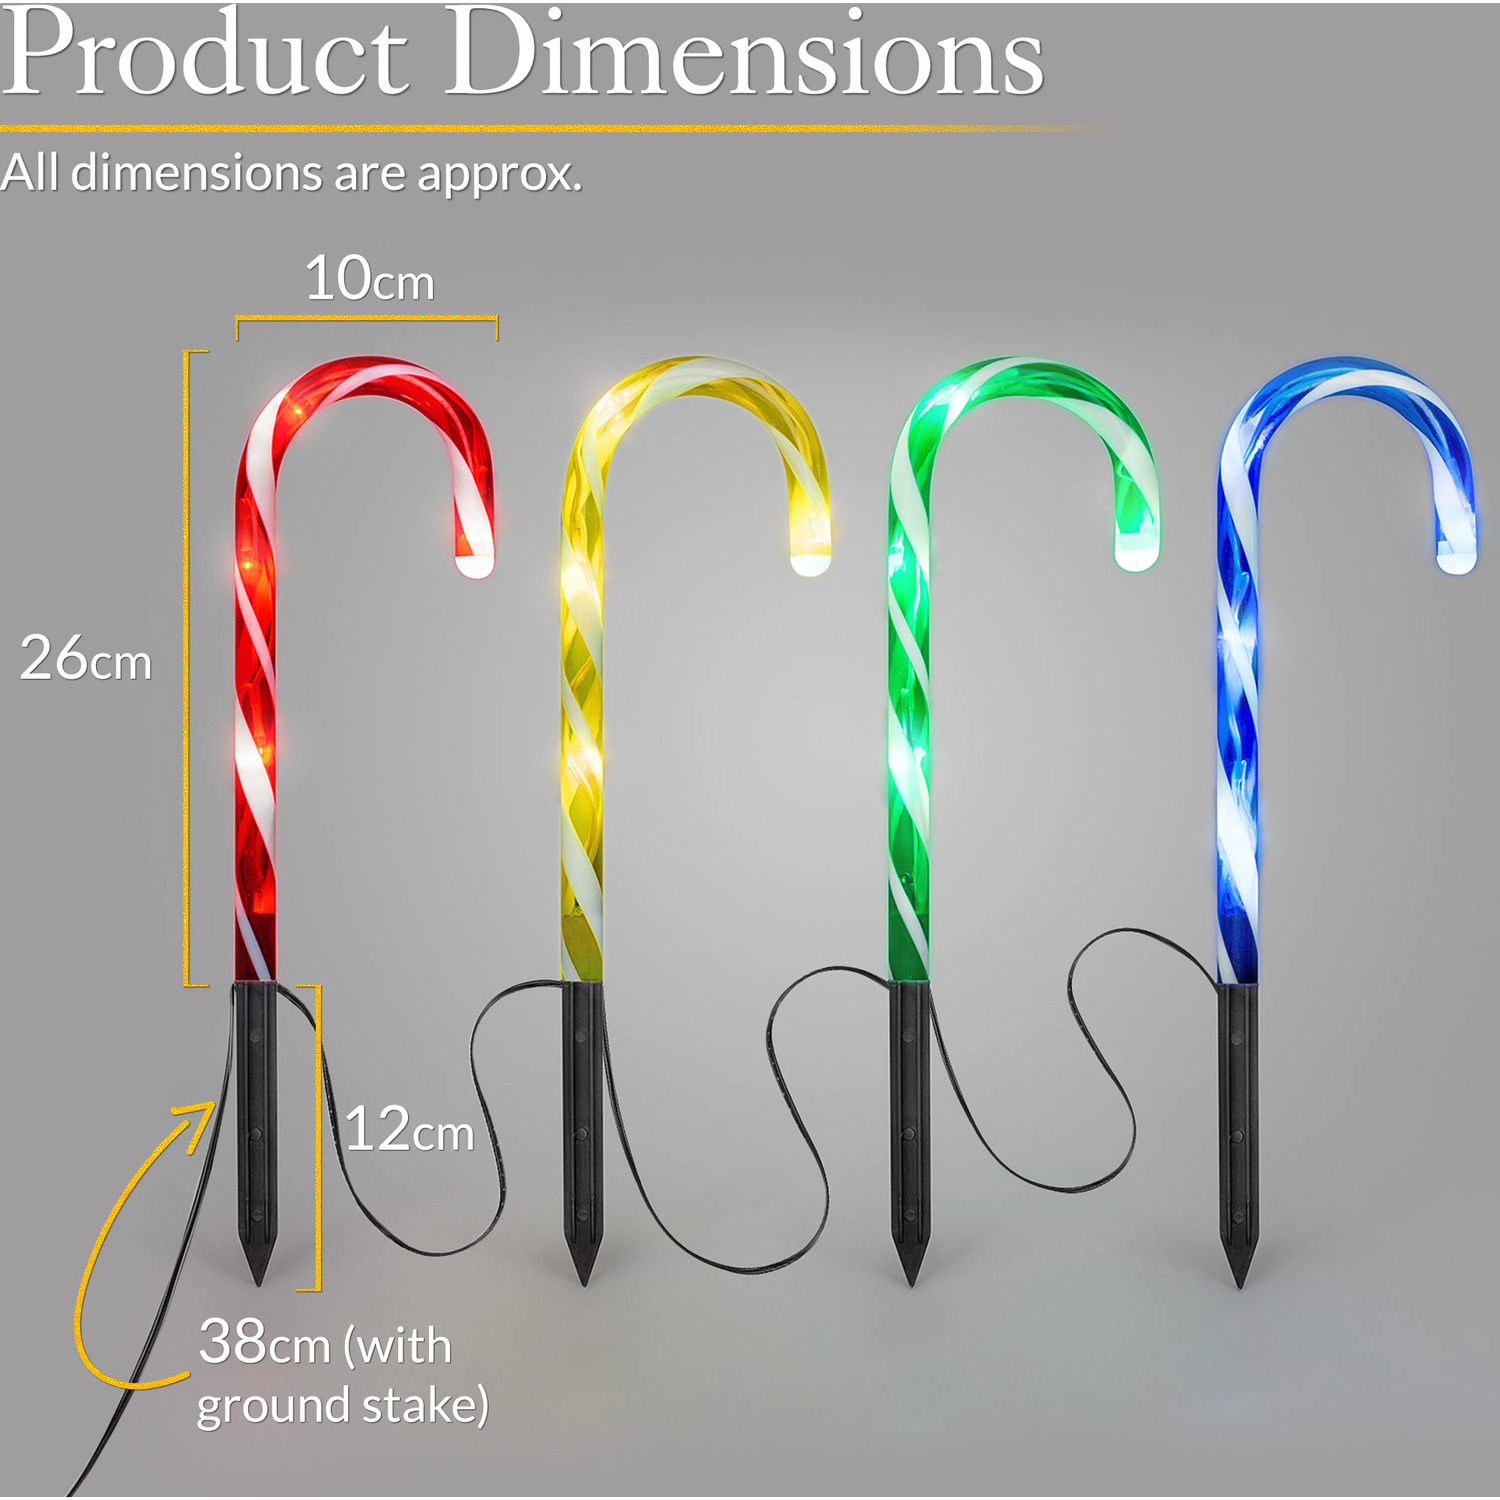 Product Dimensions
All dimensions are approx.
10cm
26cm
12cm
38cm (with
ground stake)